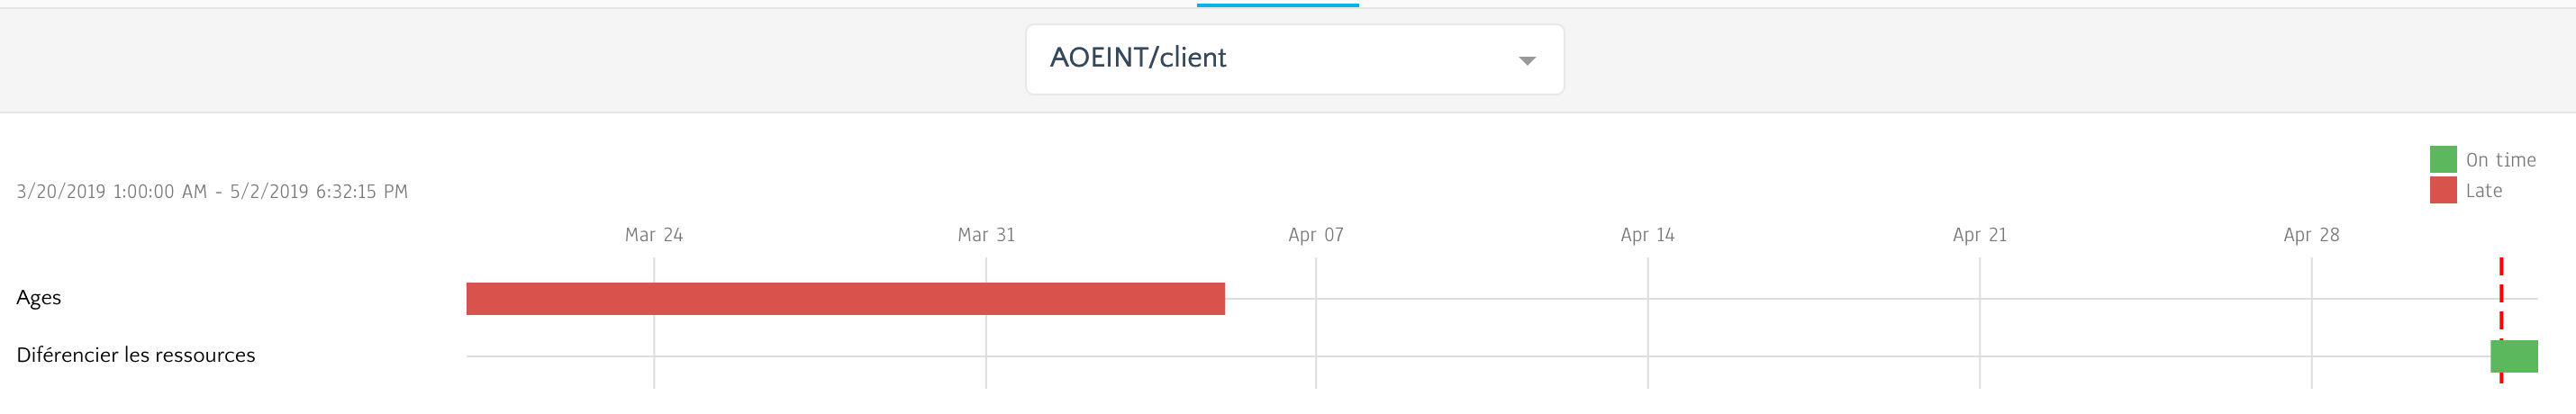 AOEINT/client
On time
3/20/2019 1:00:00 AM - 5/2/2019 6:32:15 PM
Late
Mar 24 Mar 31 Apr 07 Apr 14 Apr 21 Apr 28
Ages
Diférencier les ressources